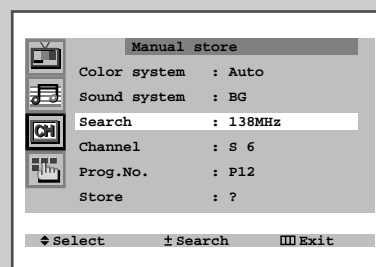 Manual store
Color system : Auto
Sound system : BG
CH
Search : 138MHz
Channel : S 6
Prog.No. : P12
Store : ?
Select ± Search Exit